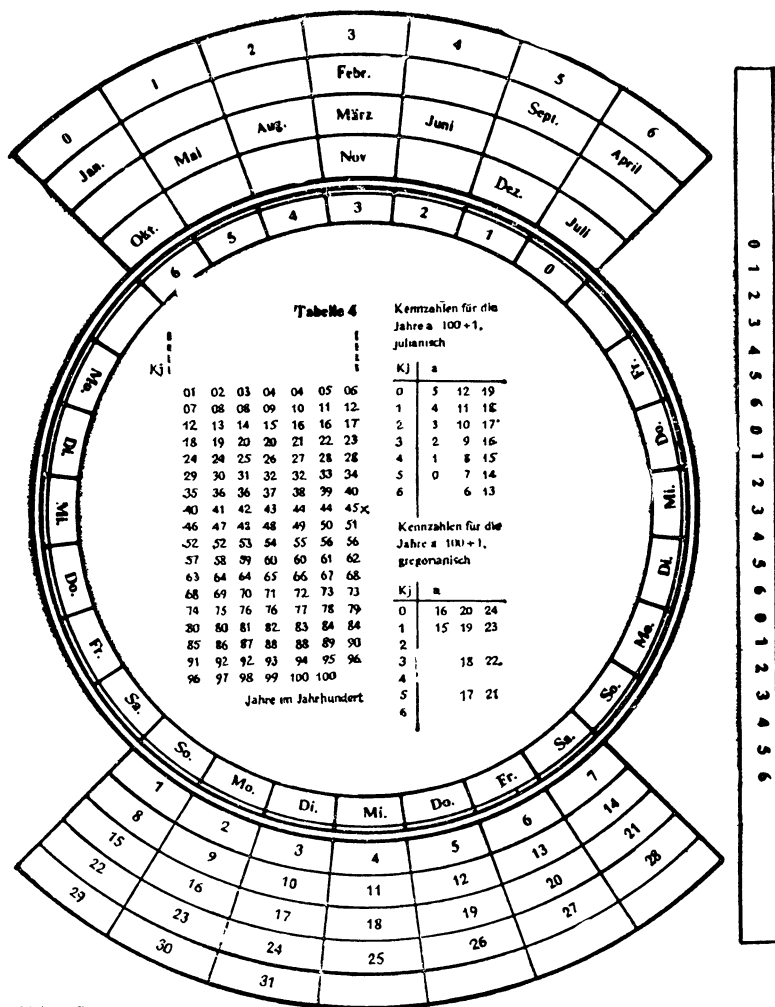 0 1 2 3 4 5 6
Febr.
Jan. Mai Aug. März Juni Sept. April
Okt. Nov Dez. Juli
6 5 4 3 2 1 0
Tabelle 4
Kj
01 02 03 04 04 05 06
07 08 08 09 10 11 12
12 13 14 15 16 16 17
18 19 20 20 21 22 23
24 24 25 26 27 28 28
29 30 31 32 32 33 34
35 36 36 37 38 39 40
40 41 42 43 44 44 45x
46 47 48 48 49 50 51
52 52 53 54 55 56 56
57 58 59 60 60 61 62
63 64 64 65 66 67 68
68 69 70 71 72 73 73
74 75 76 76 77 78 79
80 80 81 82 83 84 84
85 86 87 88 88 89 90
91 92 92 93 94 95 96
96 97 98 99 100 100
Jahre im Jahrhundert
Kennzahlen für die
Jahre a 100+1,
julianisch
Kj a
0 5 12 19
1 4 11 18
2 3 10 17
3 2 9 16
4 1 8 15
5 0 7 14
6 6 13
Kennzahlen für die
Jahre a 100+1,
gregorianisch
Kj a
0 16 20 24
1 15 19 23
2
3 18 22
4
5 17 21
6
Mo. Di. Mi. Do. Fr. Sa. So. Mo. Di. Mi. Do. Fr. Sa. So. Mo. Di. Mi. Do. Fr.
1 2 3 4 5 6 7
8 9 10 11 12 13 14
15 16 17 18 19 20 21
22 23 24 25 26 27 28
29 30 31
0 1 2 3 4 5 6 0 1 2 3 4 5 6 0 1 2 3 4 5 6